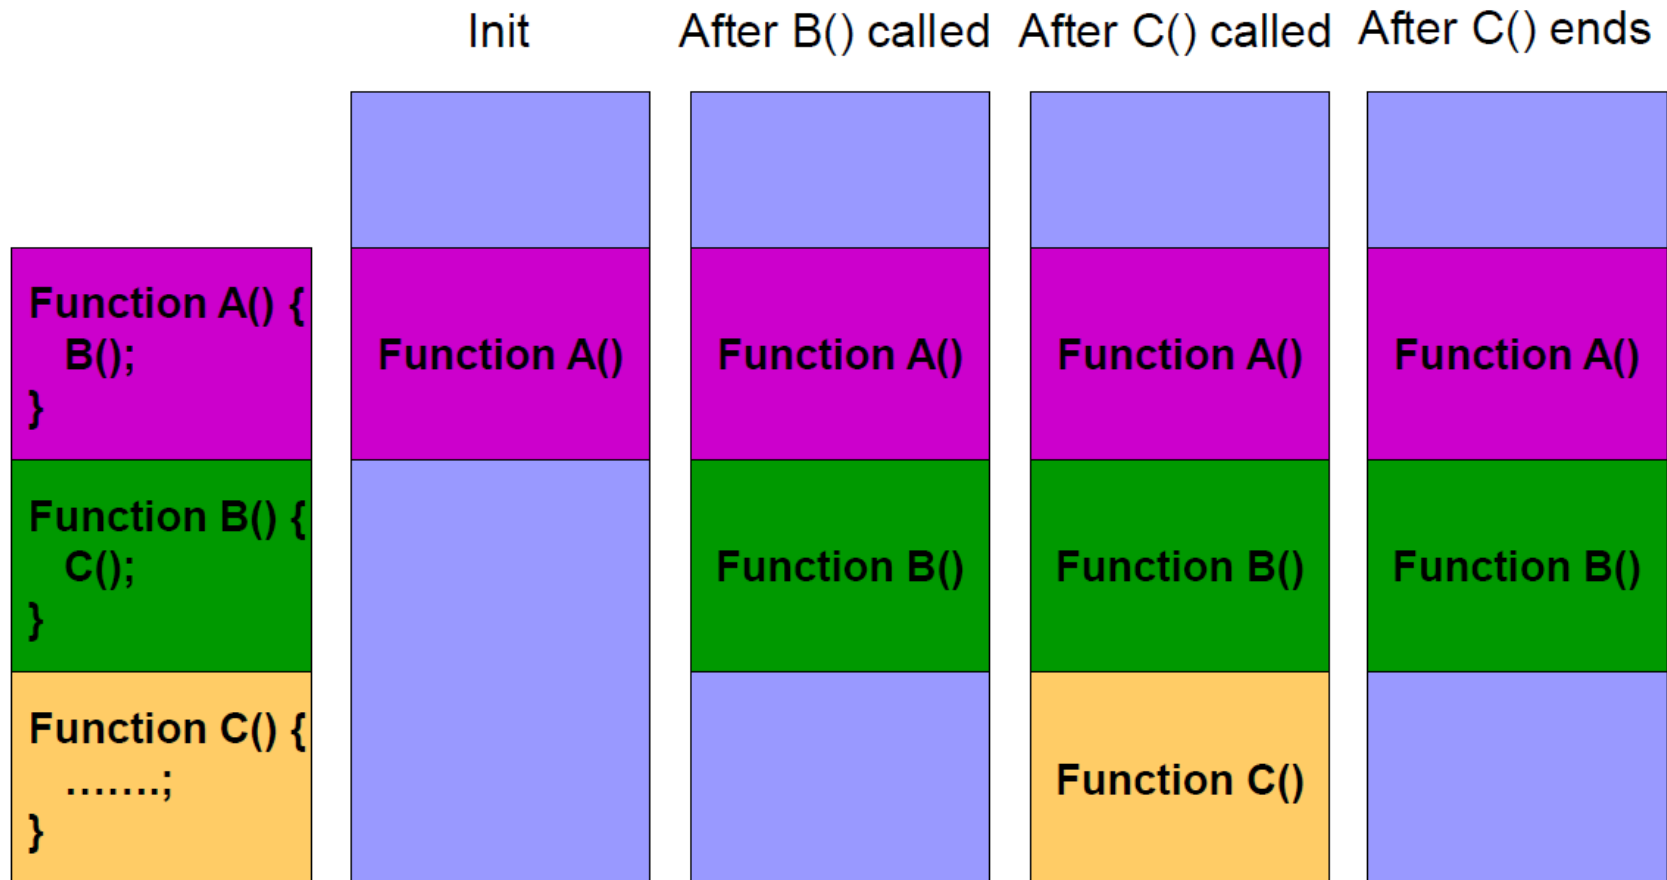 Init
After B() called
After C() called
After C() ends
Function A() {
B();
}
Function A()
Function A()
Function A()
Function A()
Function B() {
C();
}
Function B()
Function B()
Function B()
Function C() {
.......;
}
Function C()